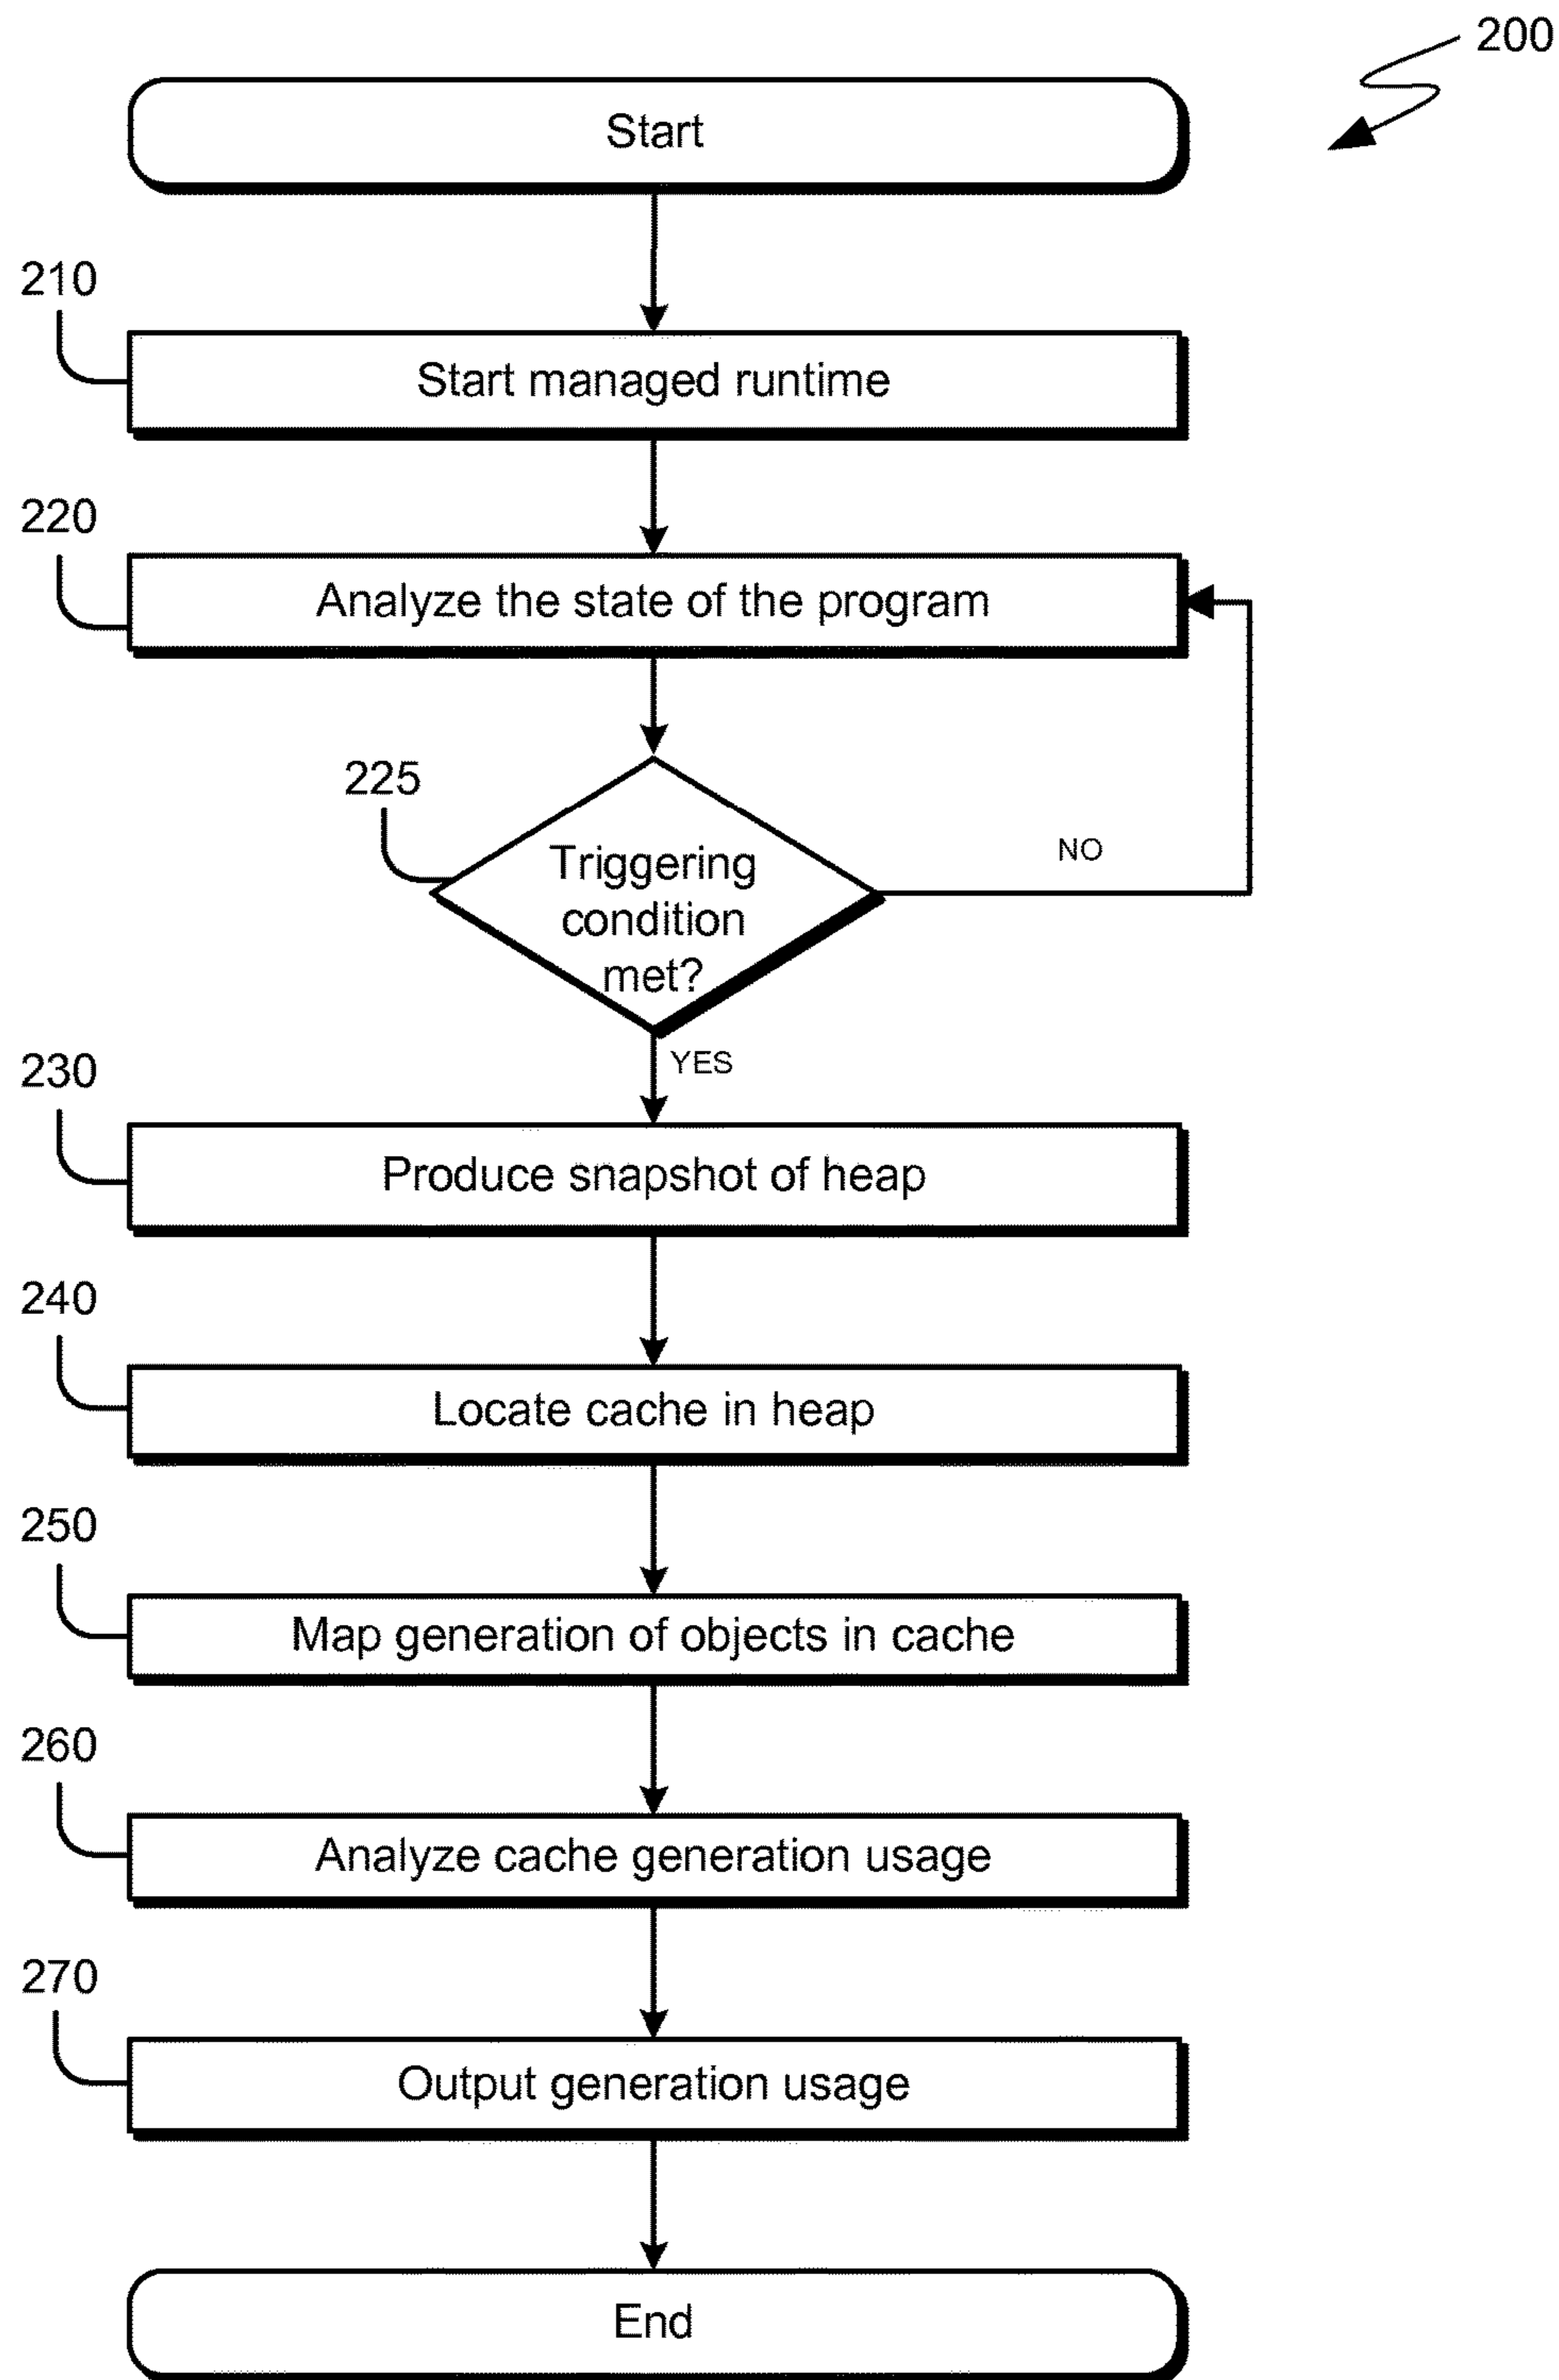 200
Start
210
Start managed runtime
220
Analyze the state of the program
225
Triggering
condition
met?
NO
YES
230
Produce snapshot of heap
240
Locate cache in heap
250
Map generation of objects in cache
260
Analyze cache generation usage
270
Output generation usage
End